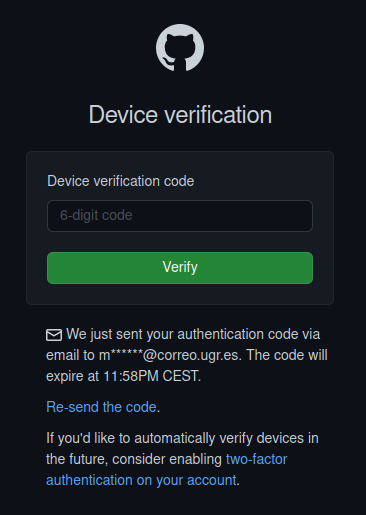 Device verification
Device verification code
6-digit code
Verify
We just sent your authentication code via
email to m******@correo.ugr.es. The code will
expire at 11:58PM CEST.
Re-send the code.
If you'd like to automatically verify devices in
the future, consider enabling two-factor
authentication on your account.